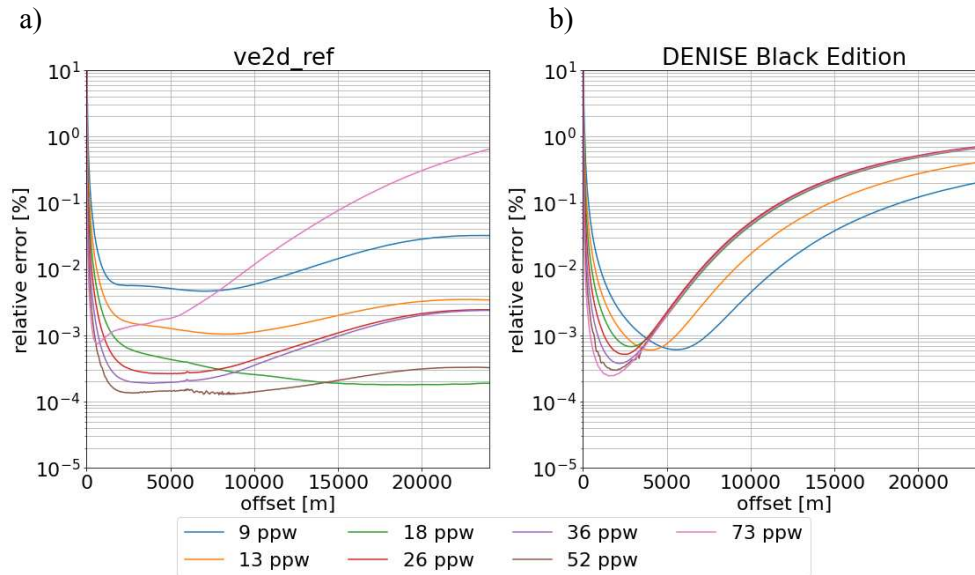 a)
b)
ve2d_ref
DENISE Black Edition
relative error [%]
10^1
10^0
10^-1
10^-2
10^-3
10^-4
10^-5
0 5000 10000 15000 20000
offset [m]
relative error [%]
10^1
10^0
10^-1
10^-2
10^-3
10^-4
10^-5
0 5000 10000 15000 20000
offset [m]
9 ppw 18 ppw 36 ppw 73 ppw
13 ppw 26 ppw 52 ppw